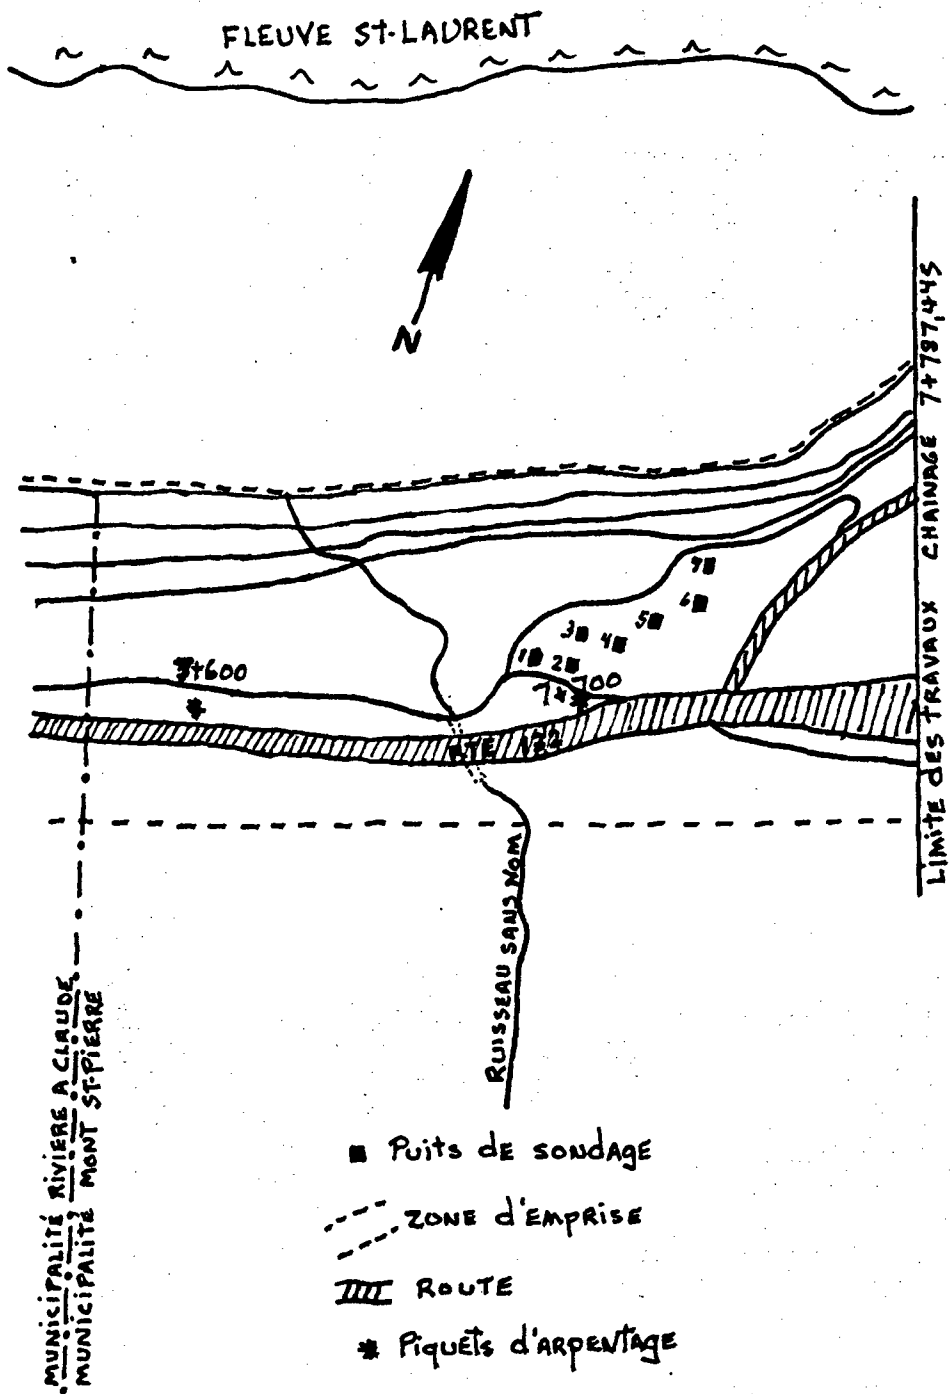 FLEUVE St-LAURENT
N
LIMITE DES TRAVAUX CHAINAGE 7+787,445
7
6
5
3
4
1
2
7+600
7+700
RTE 132
RUISSEAU SANS NOM
MUNICIPALITÉ RIVIERE A CLAUDE
MUNICIPALITÉ MONT ST-PIERRE
Puits de sondage
ZONE d'EMPRISE
ROUTE
Piquets d'arpentage